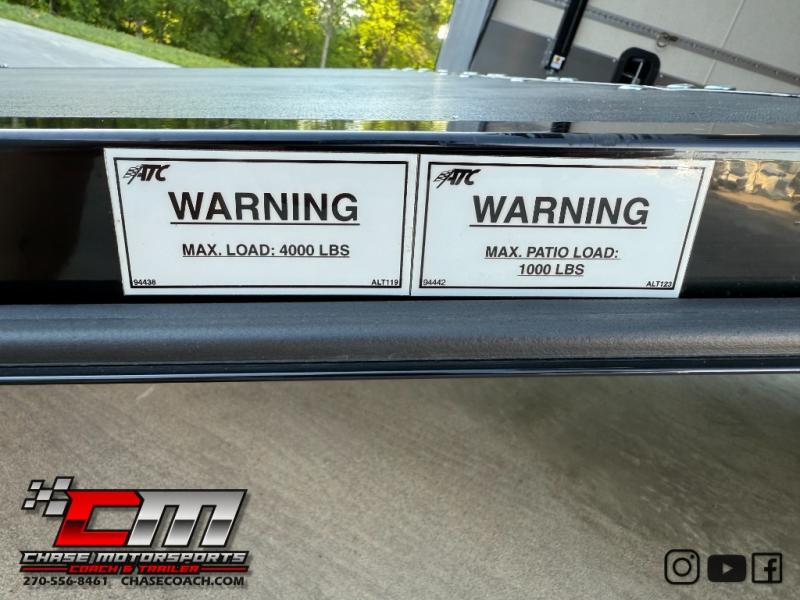 ATC
WARNING
MAX. LOAD: 4000 LBS
94438 ALT119
ATC
WARNING
MAX. PATIO LOAD:
1000 LBS
94442 ALT123
CM
CHASE MOTORSPORTS
COACH & TRAILER
270-556-8461 CHASECOACH.COM